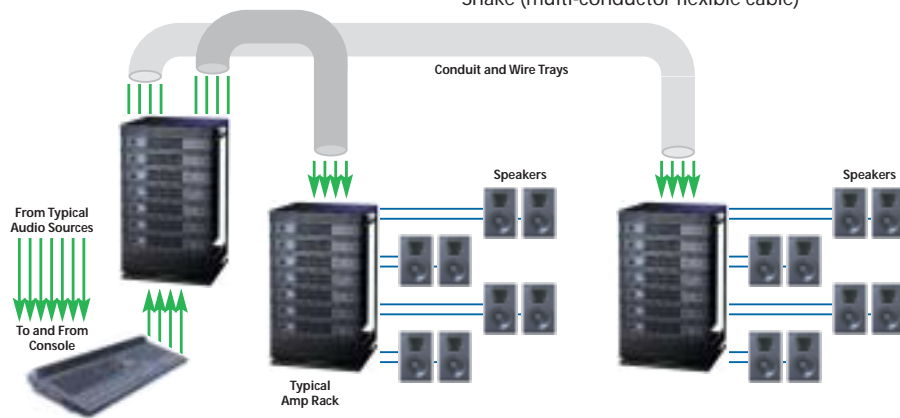 Snake (multi-conductor flexible cable)
Conduit and Wire Trays
Speakers
Speakers
From Typical
Audio Sources
To and From
Console
Typical
Amp Rack